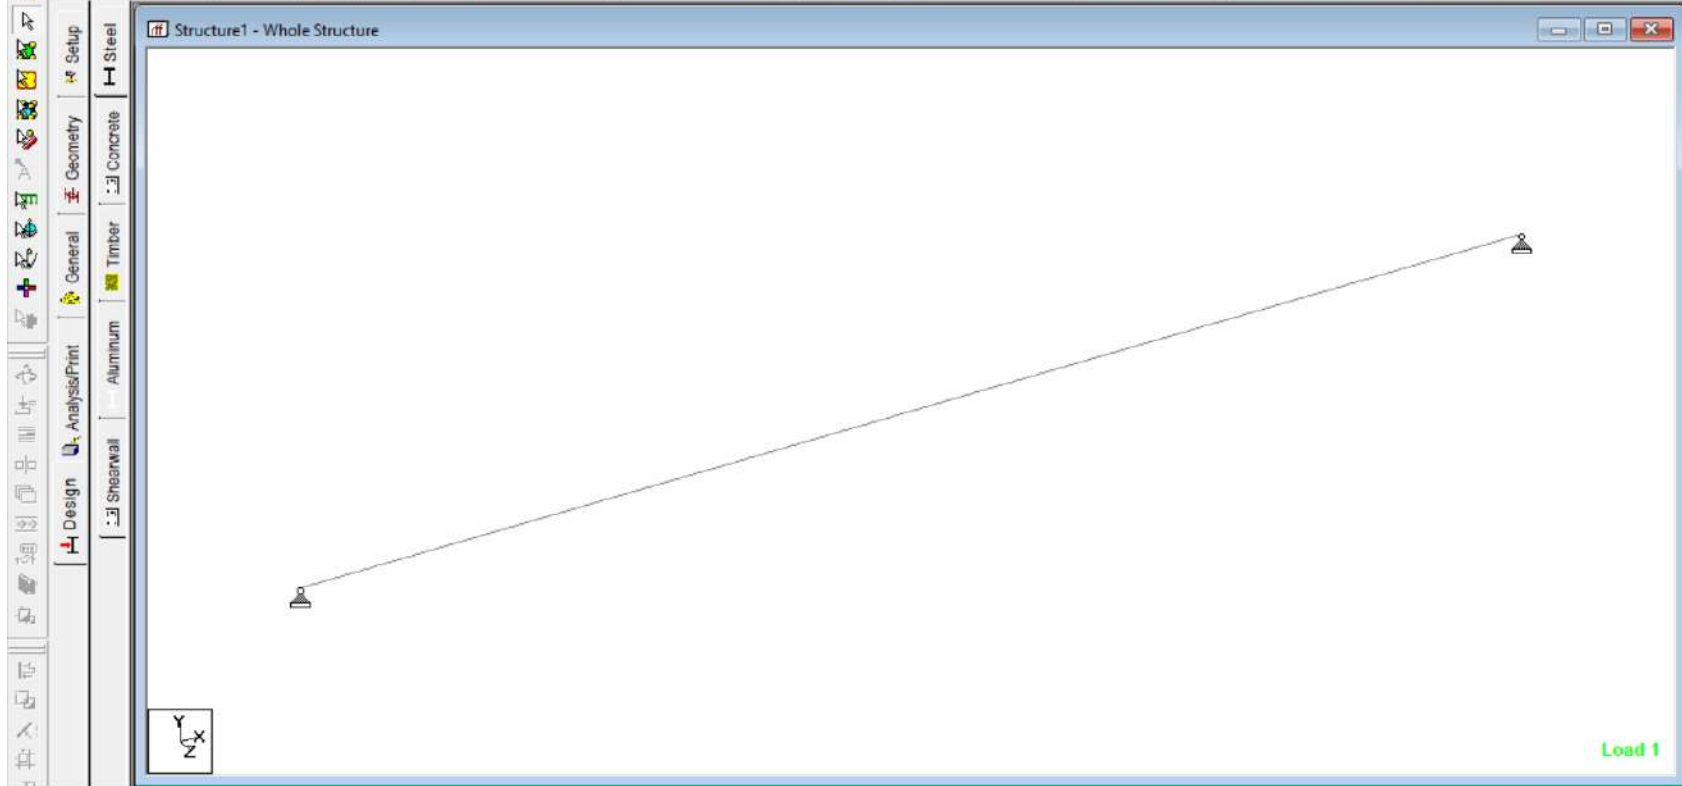 Structure1 - Whole Structure
Setup
Geometry
General
Analysis/Print
Design
Steel
Concrete
Timber
Aluminum
Shearwall
Y
X
Z
Load 1